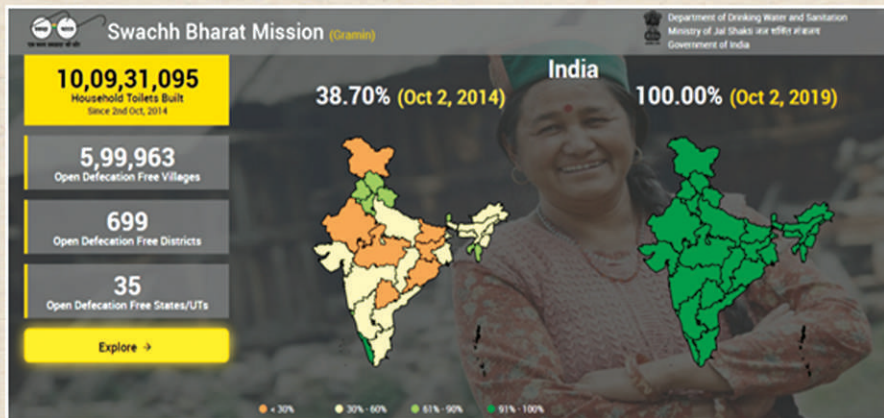 Swachh Bharat Mission (Gramin)
Department of Drinking Water and Sanitation
Ministry of Jal Shakti जल शक्ति मंत्रालय
Government of India
10,09,31,095
Household Toilets Built
Since 2nd Oct, 2014
5,99,963
Open Defecation Free Villages
699
Open Defecation Free Districts
35
Open Defecation Free States/UTs
Explore →
India
38.70% (Oct 2, 2014)
100.00% (Oct 2, 2019)
< 30%
30% - 60%
61% - 90%
91% - 100%